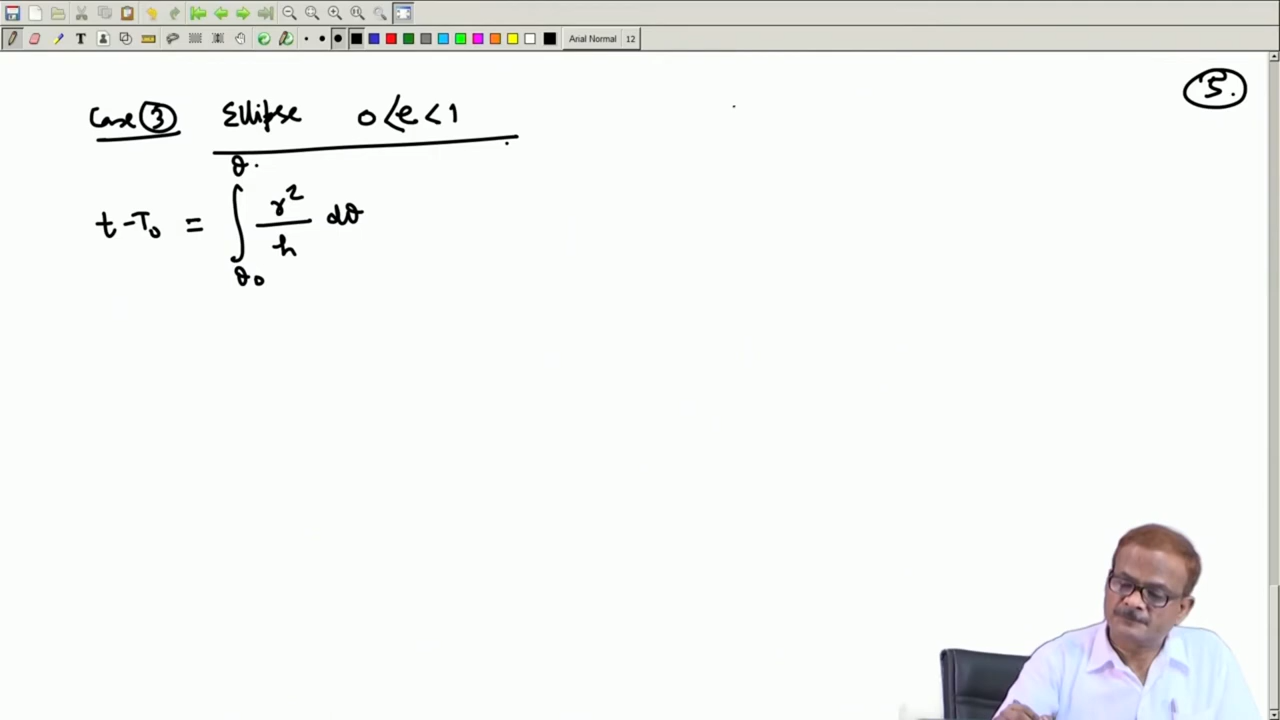 Arial Normal 12
5.
Case 3 Ellipse 0<e<1
t-T₀ = ∫_{θ₀}^{θ} r²/h dθ